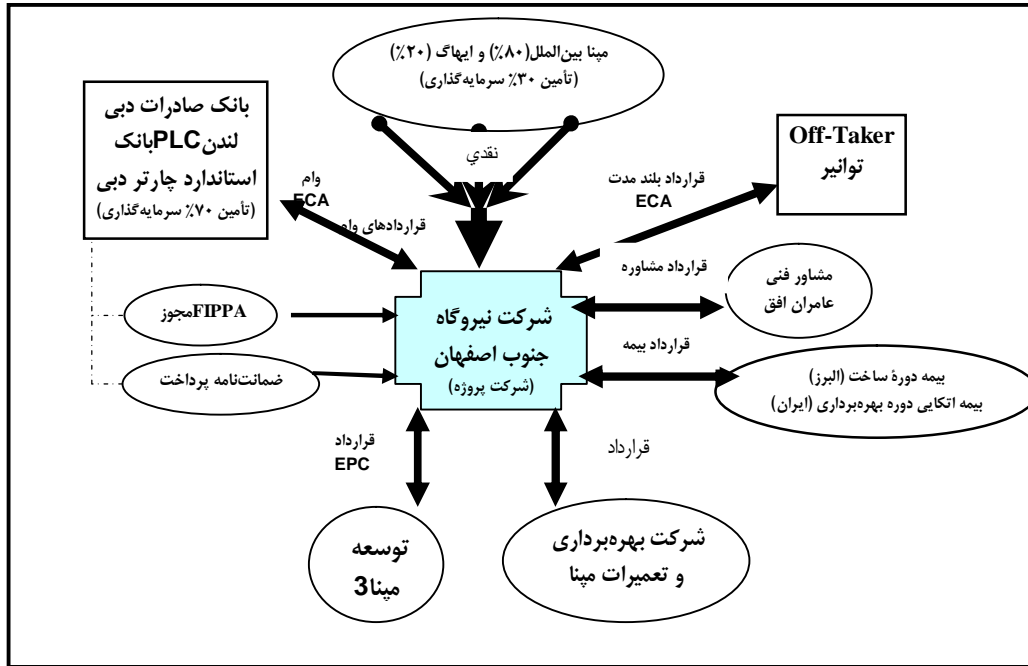 مپنا بین‌الملل(۸۰٪) و ایهاگ (۲۰٪)
(تأمین ۳۰٪ سرمایه‌گذاری)
بانک صادرات دبی
لندن PLCبانک
استاندارد چارتر دبی
(تأمین ۷۰٪ سرمایه‌گذاری)
Off-Taker
توانیر
نقدي
وام
ECA
قراردادهای وام
قرارداد بلند مدت
ECA
قرارداد مشاوره
مشاور فنی
عامران افق
FIPPAمجوز
شرکت نیروگاه
جنوب اصفهان
(شرکت پروژه)
قرارداد بیمه
بیمه دورهٔ ساخت (البرز)
بیمه اتکایی دوره بهره‌برداری (ایران)
ضمانت‌نامه پرداخت
قرارداد
EPC
قرارداد
توسعه
مپنا3
شرکت بهره‌برداری
و تعمیرات مپنا